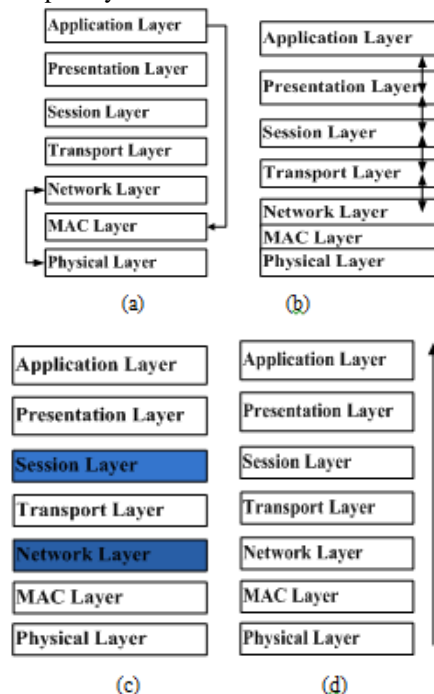 Application Layer
Presentation Layer
Session Layer
Transport Layer
Network Layer
MAC Layer
Physical Layer
(a)
Application Layer
Presentation Layer
Session Layer
Transport Layer
Network Layer
MAC Layer
Physical Layer
(b)
Application Layer
Presentation Layer
Session Layer
Transport Layer
Network Layer
MAC Layer
Physical Layer
(c)
Application Layer
Presentation Layer
Session Layer
Transport Layer
Network Layer
MAC Layer
Physical Layer
(d)